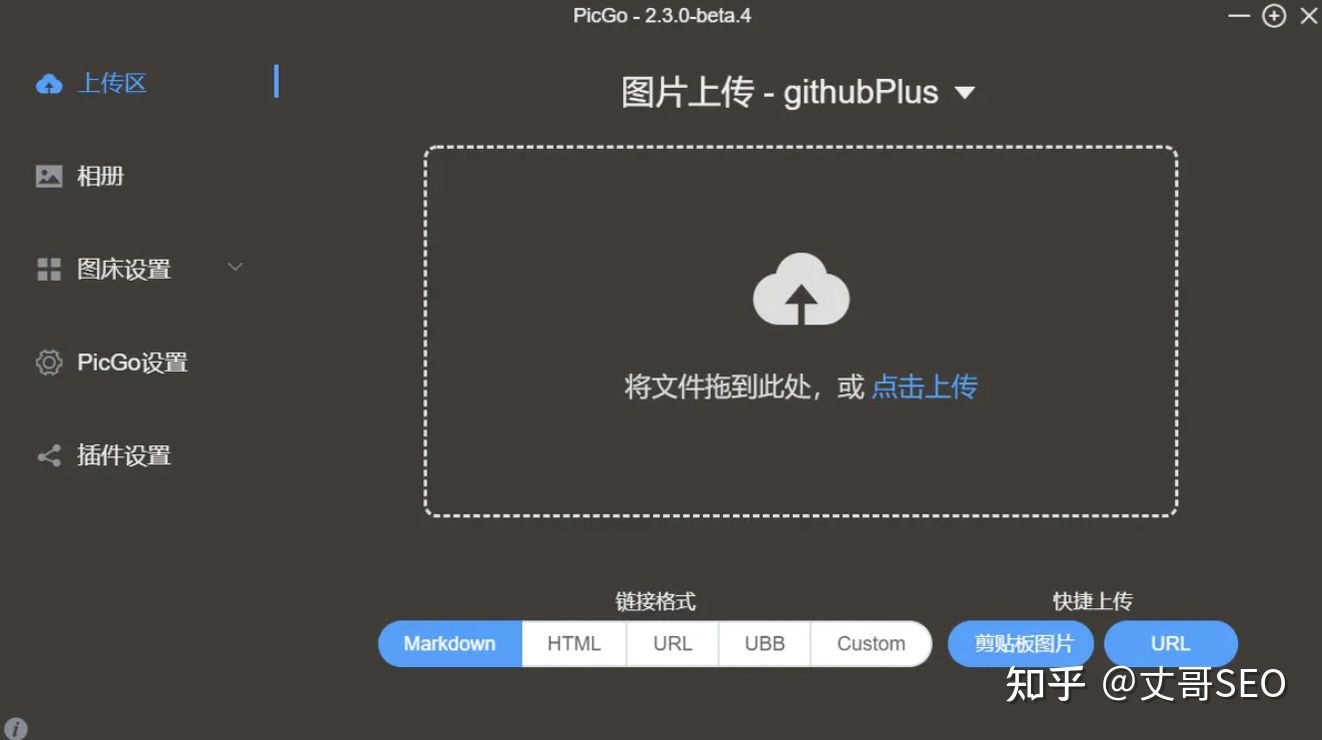 PicGo - 2.3.0-beta.4
上传区
相册
图床设置
PicGo设置
插件设置
图片上传 - githubPlus
将文件拖到此处，或 点击上传
链接格式
Markdown HTML URL UBB Custom
快捷上传
剪贴板图片 URL
知乎 @丈哥SEO
i